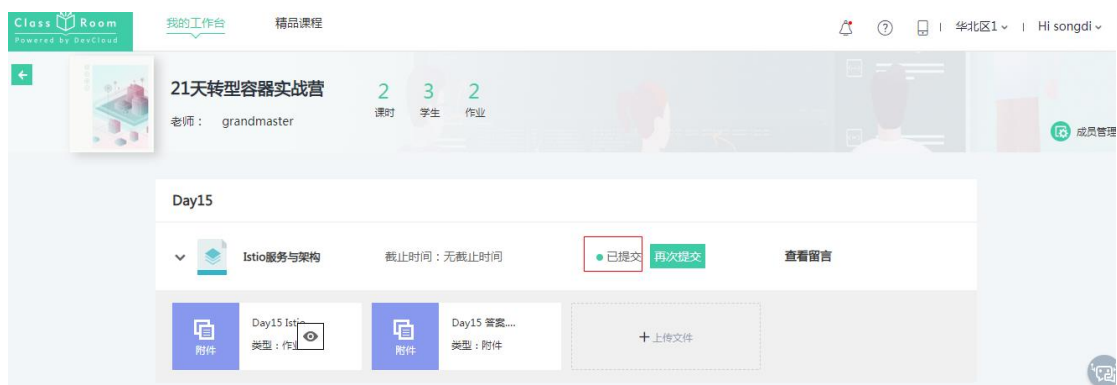 Class Room
Powered by DevCloud
我的工作台
精品课程
华北区1
Hi songdi
21天转型容器实战营
老师： grandmaster
2 3 2
课时 学生 作业
成员管理
Day15
Istio服务与架构
截止时间：无截止时间
已提交
再次提交
查看留言
附件
Day15 Istio
类型：作业
附件
Day15 答案....
类型：附件
+ 上传文件